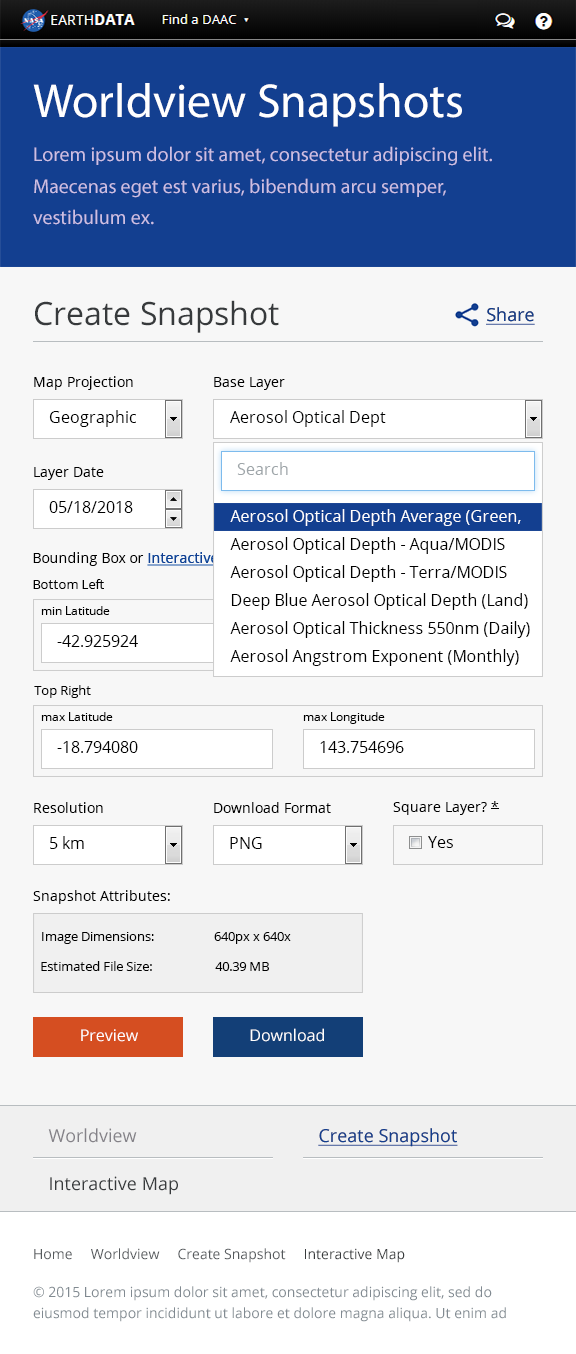 NASA EARTHDATA Find a DAAC
Worldview Snapshots
Lorem ipsum dolor sit amet, consectetur adipiscing elit.
Maecenas eget est varius, bibendum arcu semper,
vestibulum ex.
Create Snapshot Share
Map Projection Base Layer
Geographic Aerosol Optical Dept
Search
Layer Date
05/18/2018
Aerosol Optical Depth Average (Green,
Aerosol Optical Depth - Aqua/MODIS
Aerosol Optical Depth - Terra/MODIS
Deep Blue Aerosol Optical Depth (Land)
Aerosol Optical Thickness 550nm (Daily)
Aerosol Angstrom Exponent (Monthly)
Bounding Box or Interactive
Bottom Left
min Latitude
-42.925924
Top Right
max Latitude max Longitude
-18.794080 143.754696
Resolution Download Format Square Layer? *
5 km PNG Yes
Snapshot Attributes:
Image Dimensions: 640px x 640x
Estimated File Size: 40.39 MB
Preview Download
Worldview Create Snapshot
Interactive Map
Home Worldview Create Snapshot Interactive Map
© 2015 Lorem ipsum dolor sit amet, consectetur adipiscing elit, sed do
eiusmod tempor incididunt ut labore et dolore magna aliqua. Ut enim ad